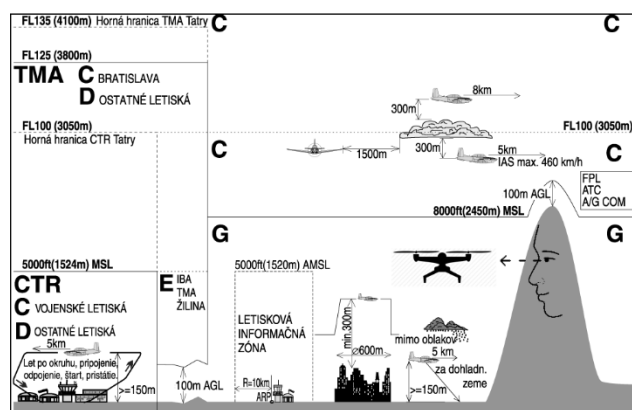 FL135 (4100m) Horná hranica TMA Tatry
C
C
FL125 (3800m)
TMA C BRATISLAVA
D OSTATNÉ LETISKÁ
8km
300m
FL100 (3050m)
Horná hranica CTR Tatry
FL100 (3050m)
C
1500m
300m
5km
IAS max. 460 km/h
C
FPL
ATC
A/G COM
100m AGL
8000ft(2450m) MSL
G
G
5000ft(1524m) MSL
CTR
C VOJENSKÉ LETISKÁ
D OSTATNÉ LETISKÁ
E IBA
TMA
ŽILINA
5000ft(1520m) AMSL
LETISKOVÁ
INFORMAČNÁ
ZÓNA
min.300m
Ø600m
mimo oblakov
5 km
za dohladn.
zeme
>=150m
5km
Let po okruhu, pripojenie,
odpojenie, štart, pristátie.
>=150m
100m AGL
R=10km
ARP